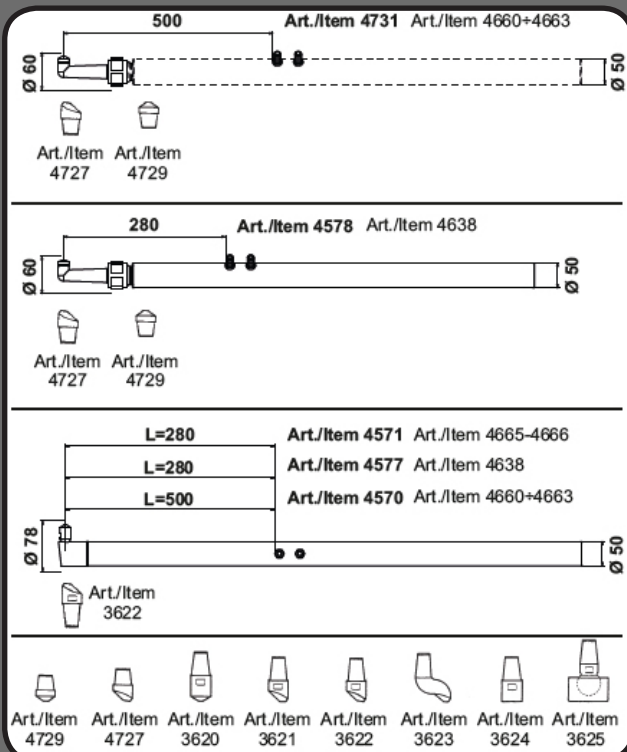 500 Art./Item 4731 Art./Item 4660÷4663
Ø 60
Ø 50
Art./Item 4727
Art./Item 4729
280 Art./Item 4578 Art./Item 4638
Ø 60
Ø 50
Art./Item 4727
Art./Item 4729
L=280 Art./Item 4571 Art./Item 4665-4666
L=280 Art./Item 4577 Art./Item 4638
L=500 Art./Item 4570 Art./Item 4660÷4663
Ø 78
Ø 50
Art./Item 3622
Art./Item 4729
Art./Item 4727
Art./Item 3620
Art./Item 3621
Art./Item 3622
Art./Item 3623
Art./Item 3624
Art./Item 3625